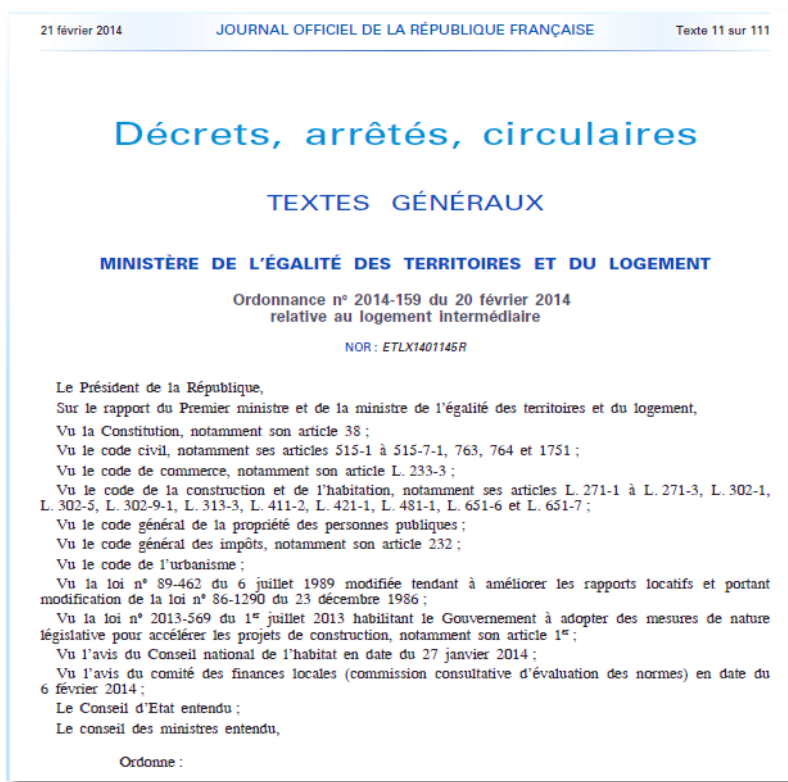 21 février 2014
JOURNAL OFFICIEL DE LA RÉPUBLIQUE FRANÇAISE
Texte 11 sur 111
Décrets, arrêtés, circulaires
TEXTES GÉNÉRAUX
MINISTÈRE DE L’ÉGALITÉ DES TERRITOIRES ET DU LOGEMENT
Ordonnance nᵒ 2014-159 du 20 février 2014
relative au logement intermédiaire
NOR : ETLX1401145R
Le Président de la République,
Sur le rapport du Premier ministre et de la ministre de l’égalité des territoires et du logement,
Vu la Constitution, notamment son article 38 ;
Vu le code civil, notamment ses articles 515-1 à 515-7-1, 763, 764 et 1751 ;
Vu le code de commerce, notamment son article L. 233-3 ;
Vu le code de la construction et de l’habitation, notamment ses articles L. 271-1 à L. 271-3, L. 302-1,
L. 302-5, L. 302-9-1, L. 313-3, L. 411-2, L. 421-1, L. 481-1, L. 651-6 et L. 651-7 ;
Vu le code général de la propriété des personnes publiques ;
Vu le code général des impôts, notamment son article 232 ;
Vu le code de l’urbanisme ;
Vu la loi nᵒ 89-462 du 6 juillet 1989 modifiée tendant à améliorer les rapports locatifs et portant
modification de la loi nᵒ 86-1290 du 23 décembre 1986 ;
Vu la loi nᵒ 2013-569 du 1ᵉʳ juillet 2013 habilitant le Gouvernement à adopter des mesures de nature
législative pour accélérer les projets de construction, notamment son article 1ᵉʳ ;
Vu l’avis du Conseil national de l’habitat en date du 27 janvier 2014 ;
Vu l’avis du comité des finances locales (commission consultative d’évaluation des normes) en date du
6 février 2014 ;
Le Conseil d’Etat entendu ;
Le conseil des ministres entendu,
Ordonne :